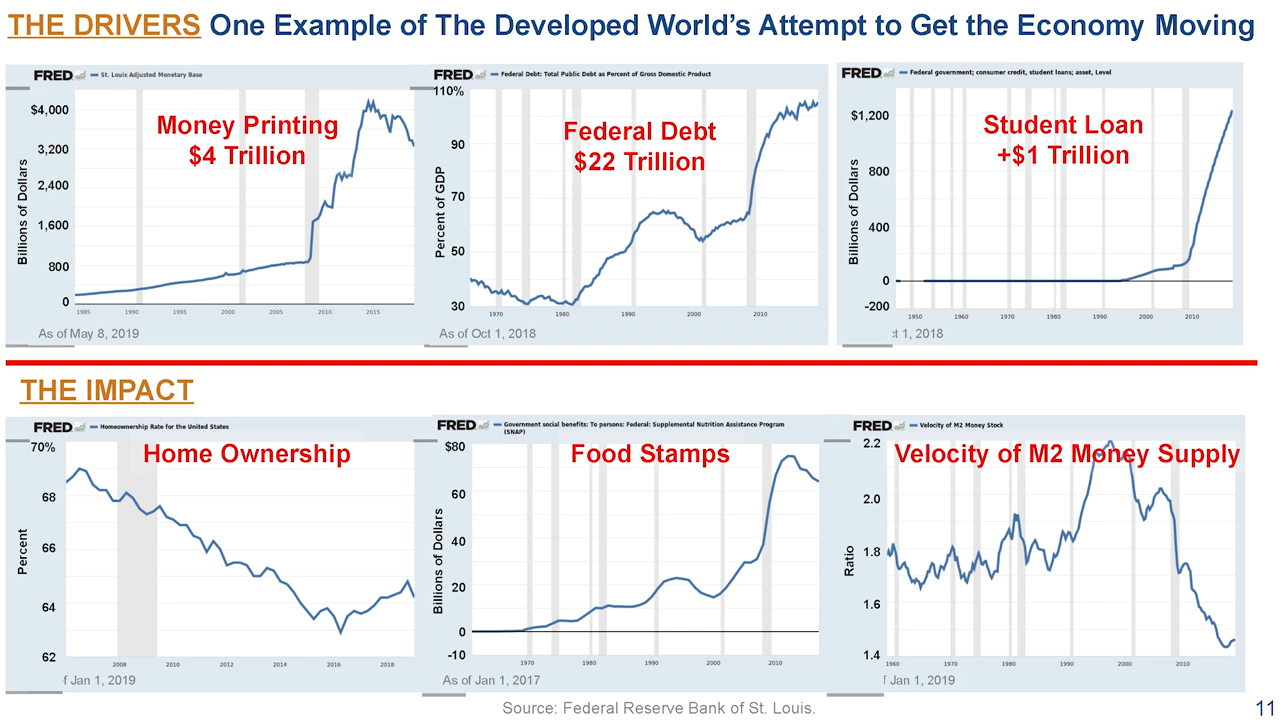 THE DRIVERS One Example of The Developed World's Attempt to Get the Economy Moving
FRED St. Louis Adjusted Monetary Base
Money Printing
$4 Trillion
Billions of Dollars
$4,000
3,200
2,400
1,600
800
0
1985 1990 1995 2000 2005 2010 2015
As of May 8, 2019
FRED Federal Debt: Total Public Debt as Percent of Gross Domestic Product
Federal Debt
$22 Trillion
Percent of GDP
110%
90
70
50
30
1970 1980 1990 2000 2010
As of Oct 1, 2018
FRED Federal government; consumer credit, student loans; asset, Level
Student Loan
+$1 Trillion
Billions of Dollars
$1,200
800
400
0
-200
1950 1960 1970 1980 1990 2000 2010
t 1, 2018
THE IMPACT
FRED Homeownership Rate for the United States
Home Ownership
Percent
70%
68
66
64
62
2008 2010 2012 2014 2016 2018
f Jan 1, 2019
FRED Government social benefits: To persons: Federal: Supplemental Nutrition Assistance Program
(SNAP)
Food Stamps
Billions of Dollars
$80
60
40
20
0
-10
1970 1980 1990 2000 2010
As of Jan 1, 2017
FRED Velocity of M2 Money Stock
Velocity of M2 Money Supply
Ratio
2.2
2.0
1.8
1.6
1.4
1960 1970 1980 1990 2000 2010
f Jan 1, 2019
Source: Federal Reserve Bank of St. Louis.
11